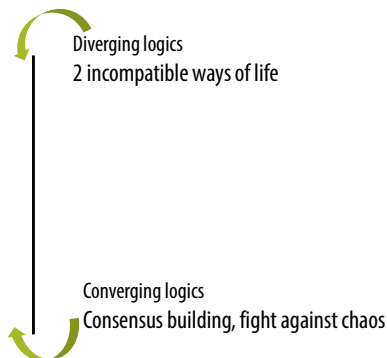 Diverging logics
2 incompatible ways of life
Converging logics
Consensus building, fight against chaos